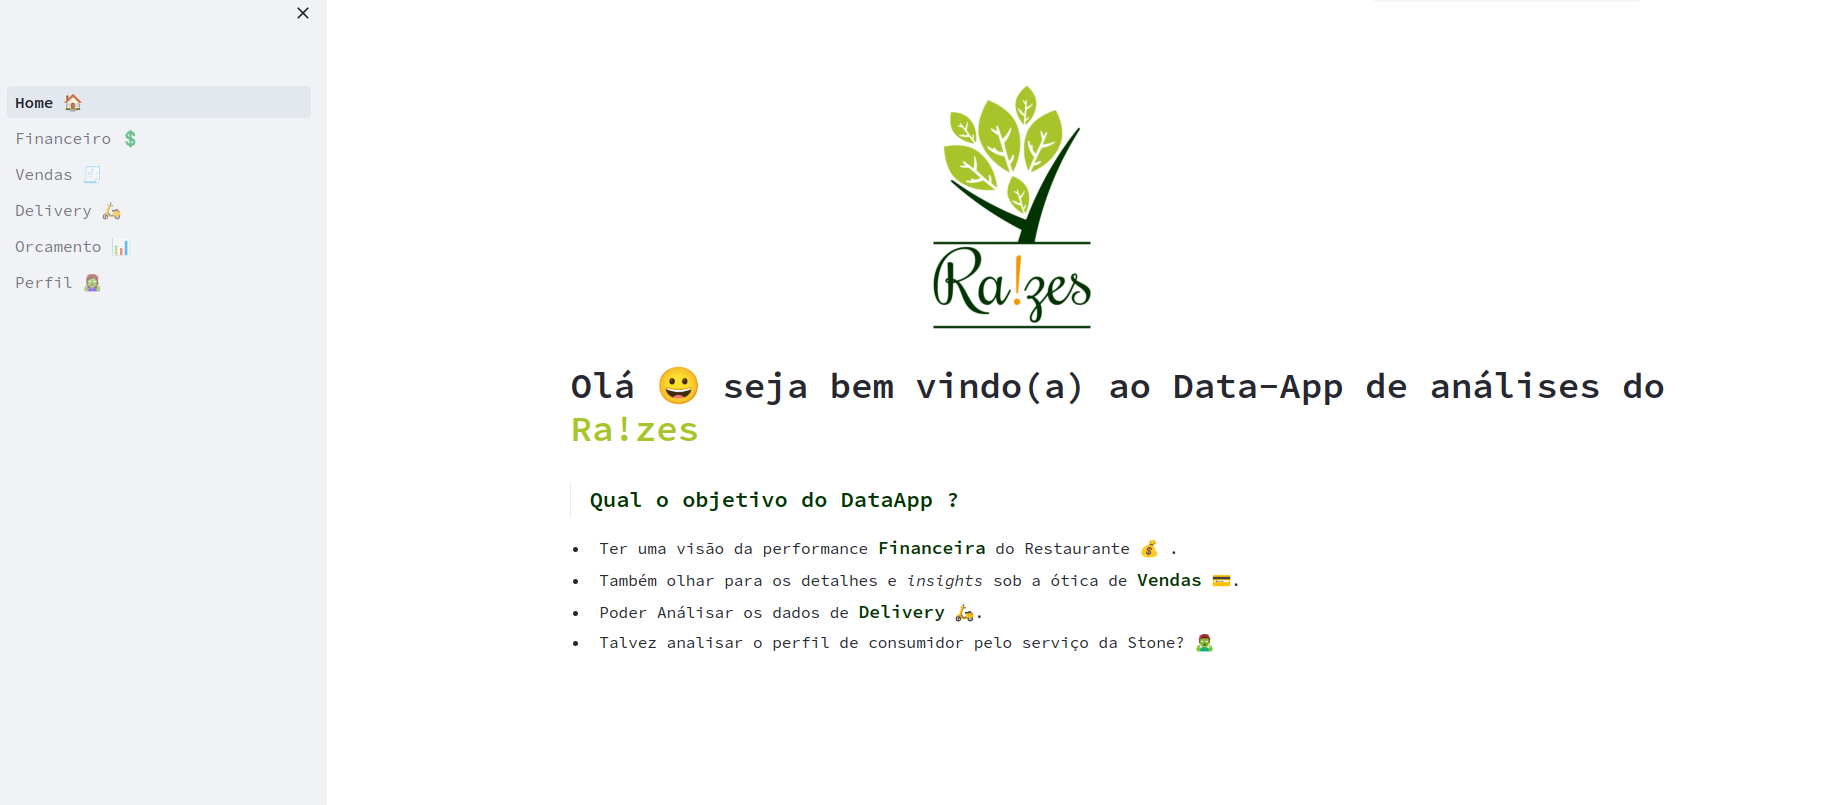 Home 🏠
Financeiro 💲
Vendas 🧾
Delivery 🛵
Orcamento 📊
Perfil 🧟‍♀️
Ra!zes
Olá 😀 seja bem vindo(a) ao Data-App de análises do
Ra!zes
Qual o objetivo do DataApp ?
• Ter uma visão da performance Financeira do Restaurante 💰 .
• Também olhar para os detalhes e insights sob a ótica de Vendas 💳.
• Poder Análisar os dados de Delivery 🛵.
• Talvez analisar o perfil de consumidor pelo serviço da Stone? 🧟‍♂️